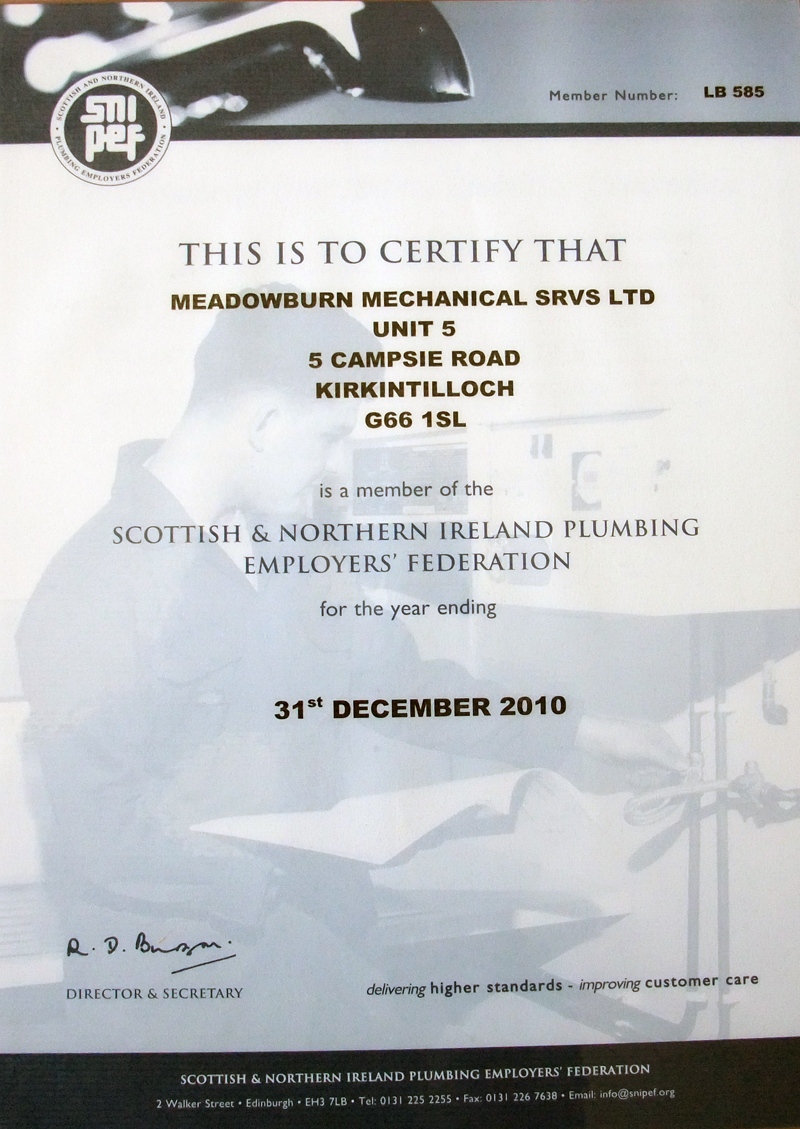 Member Number: LB 585
SCOTTISH AND NORTHERN IRELAND
snipef
PLUMBING EMPLOYERS FEDERATION
THIS IS TO CERTIFY THAT
MEADOWBURN MECHANICAL SRVS LTD
UNIT 5
5 CAMPSIE ROAD
KIRKINTILLOCH
G66 1SL
is a member of the
SCOTTISH & NORTHERN IRELAND PLUMBING
EMPLOYERS' FEDERATION
for the year ending
31st DECEMBER 2010
R. D. Burgon.
DIRECTOR & SECRETARY
delivering higher standards - improving customer care
SCOTTISH & NORTHERN IRELAND PLUMBING EMPLOYERS' FEDERATION
2 Walker Street • Edinburgh • EH3 7LB • Tel: 0131 225 2255 • Fax: 0131 226 7638 • Email: info@snipef.org